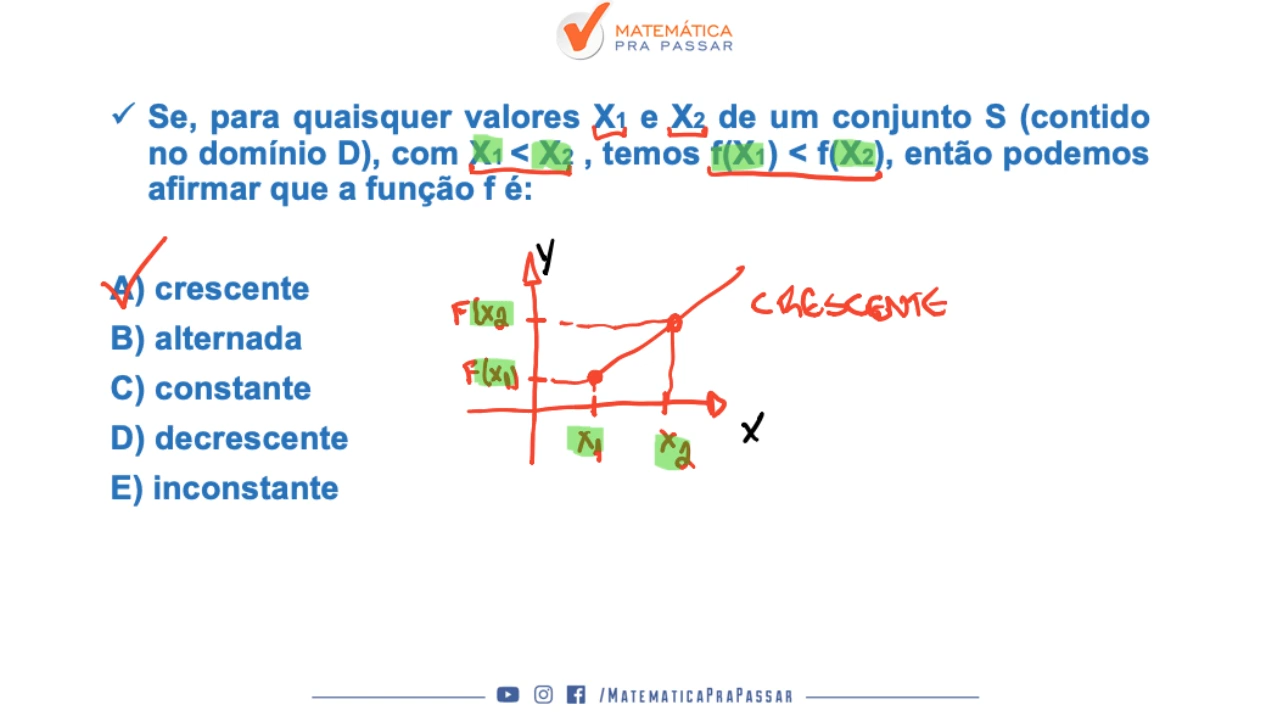 MATEMÁTICA
PRA PASSAR
✓ Se, para quaisquer valores X1 e X2 de um conjunto S (contido
no domínio D), com X1 < X2 , temos f(X1) < f(X2), então podemos
afirmar que a função f é:
A) crescente
B) alternada
C) constante
D) decrescente
E) inconstante
y
F(x2
CRESCENTE
F(x1)
x1
x2
x
/MatematicaPraPassar